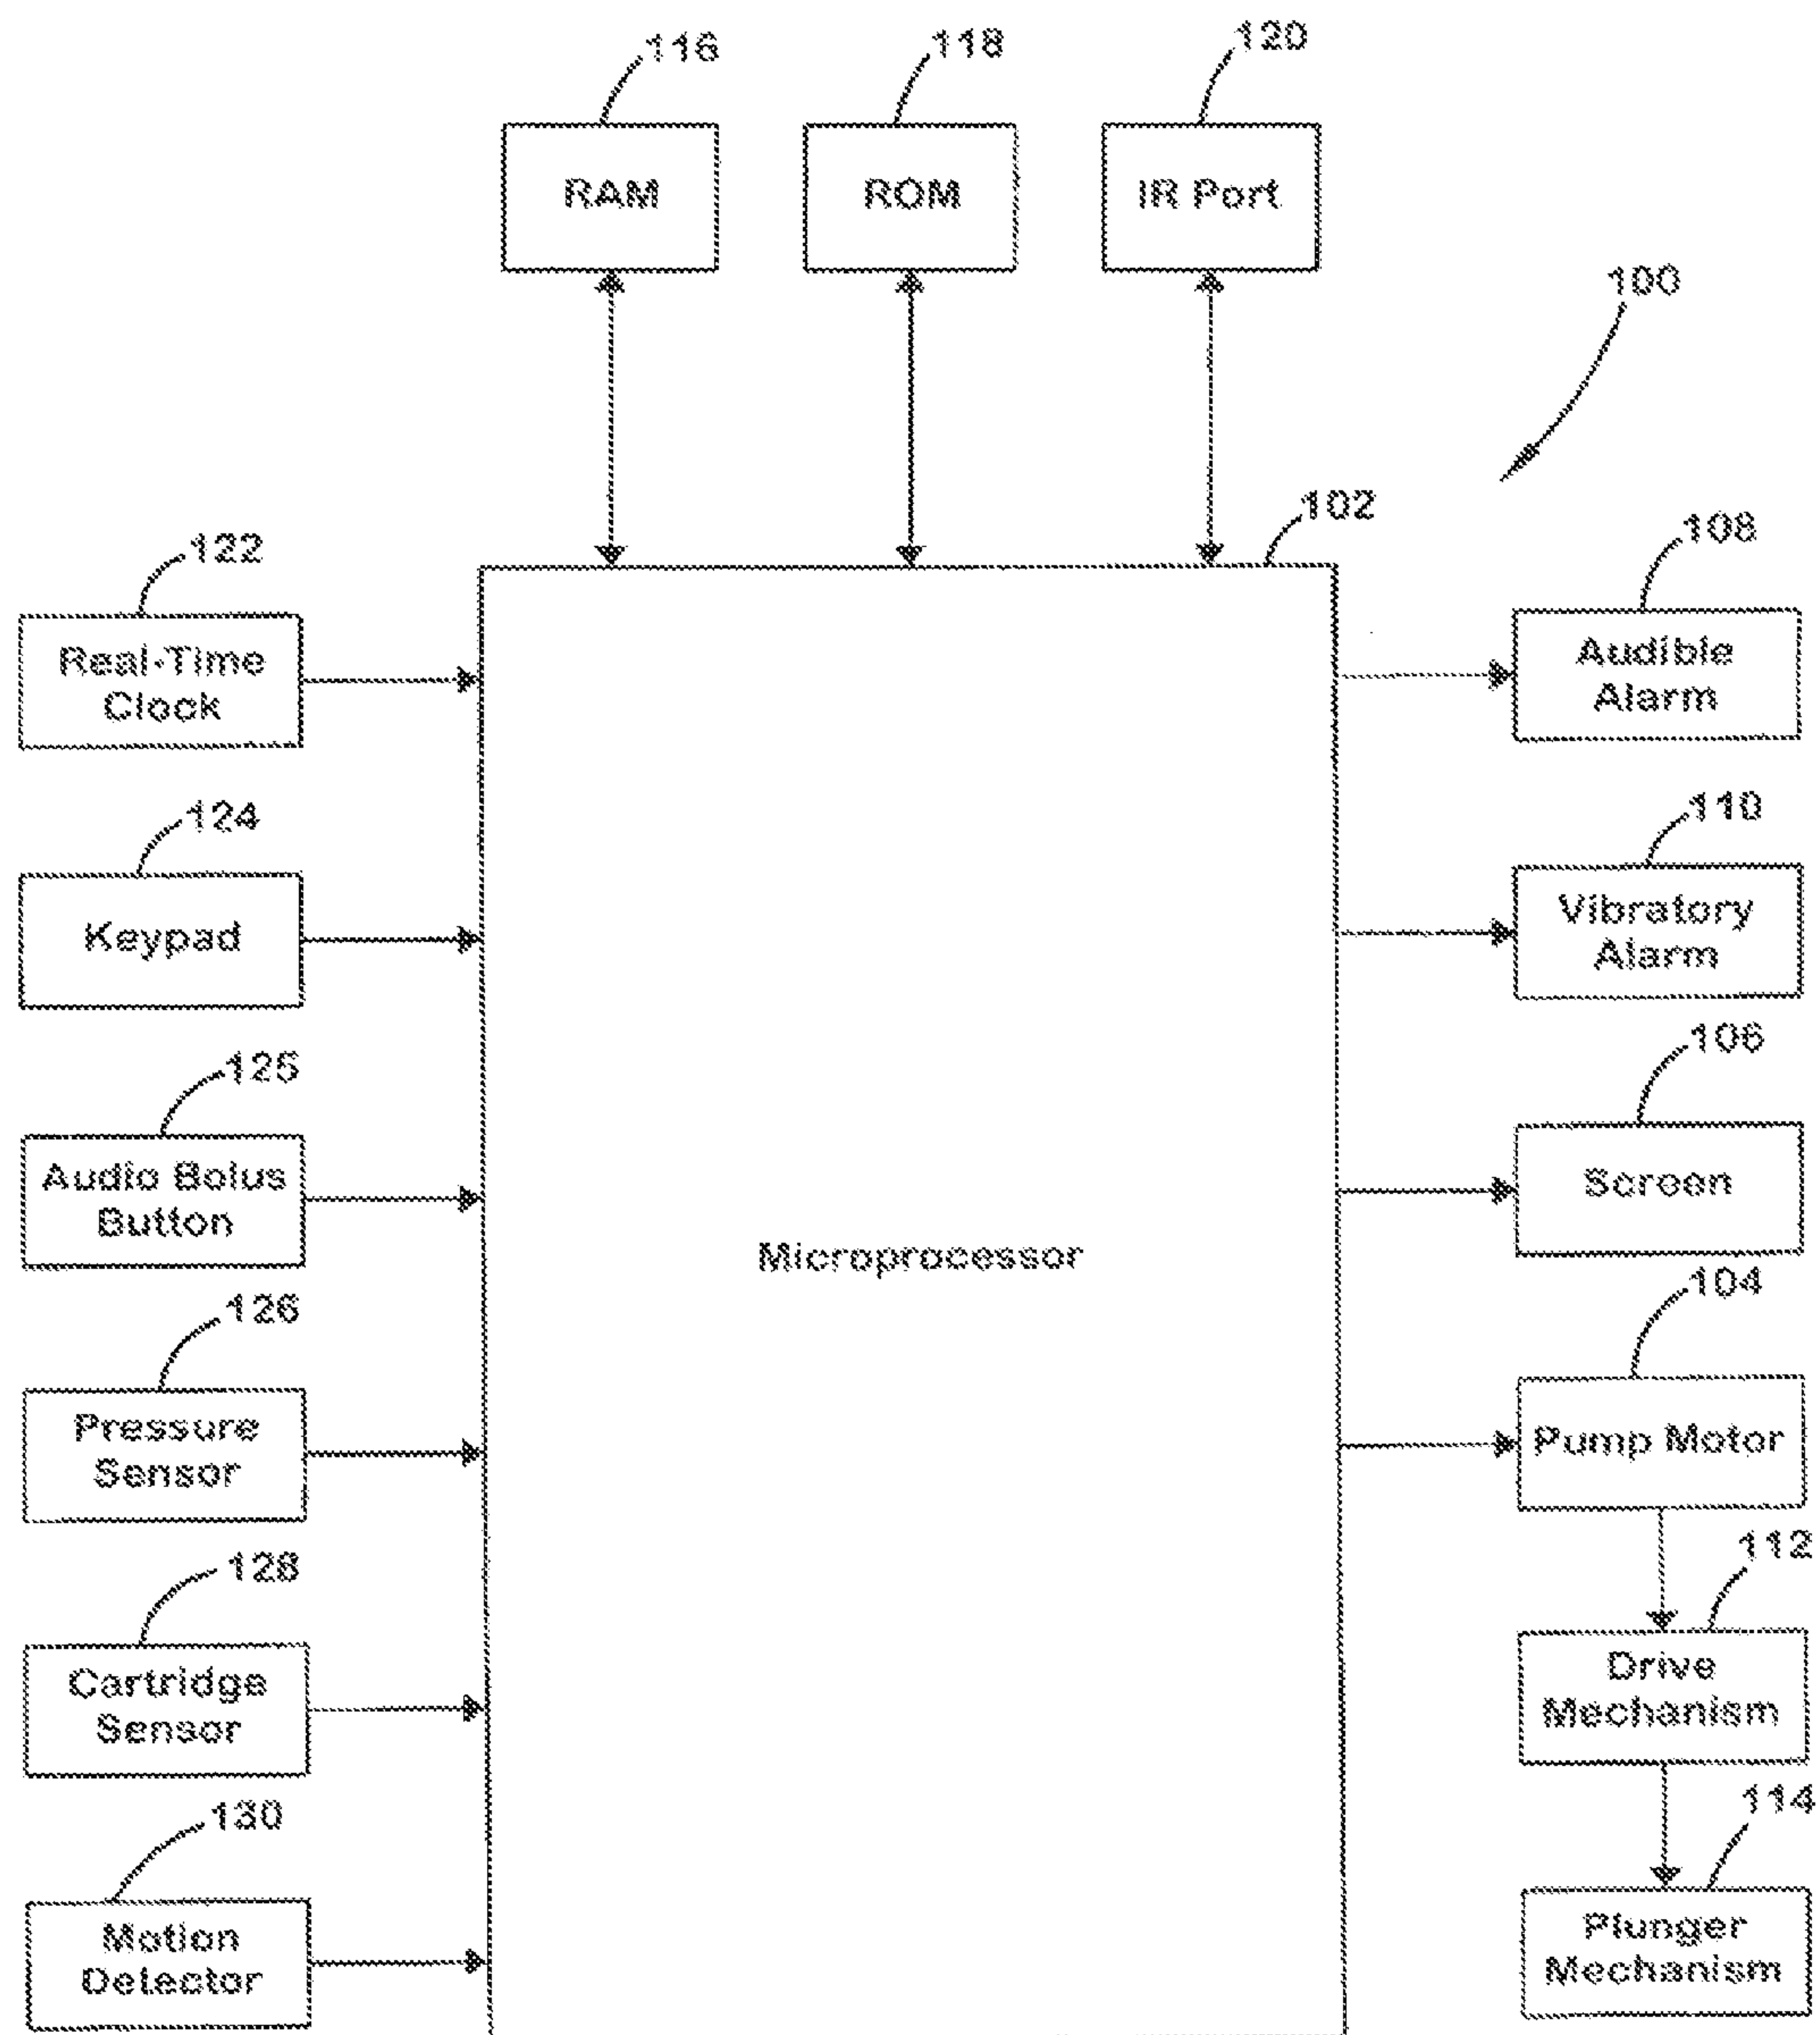 116
118
120
RAM
ROM
IR Port
100
102
122
108
Real-Time
Clock
Audible
Alarm
124
110
Keypad
Vibratory
Alarm
125
106
Audio Bolus
Button
Screen
Microprocessor
126
104
Pressure
Sensor
Pump Motor
128
112
Cartridge
Sensor
Drive
Mechanism
130
114
Motion
Detector
Plunger
Mechanism